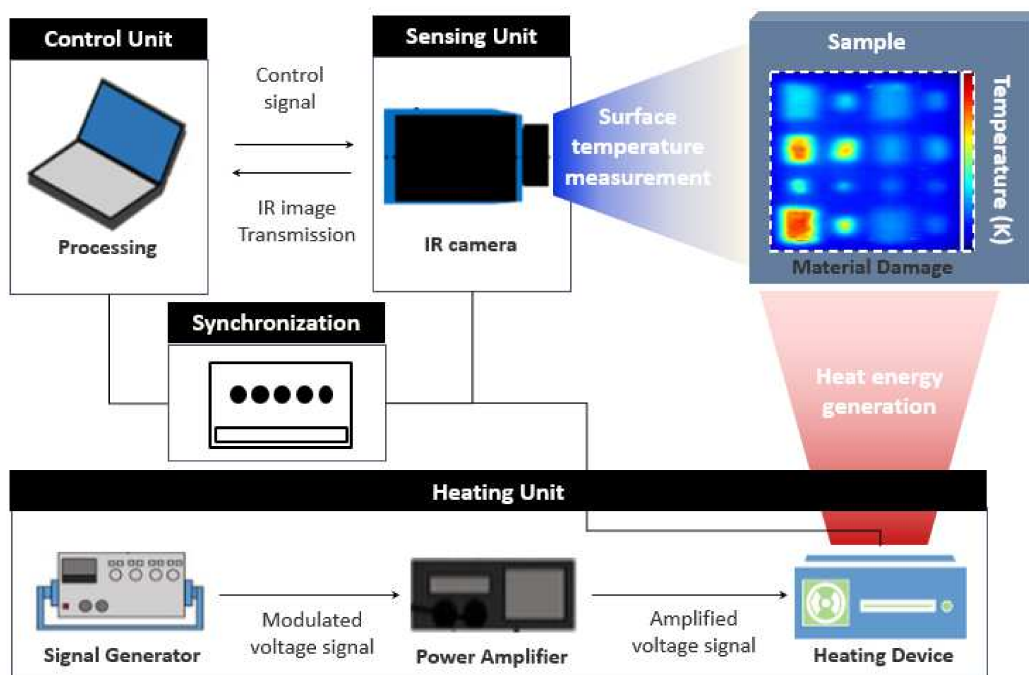 Control Unit
Control
signal
IR image
Transmission
Processing
Sensing Unit
IR camera
Surface
temperature
measurement
Sample
Temperature (K)
Material Damage
Synchronization
Heat energy
generation
Heating Unit
Signal Generator
Modulated
voltage signal
Power Amplifier
Amplified
voltage signal
Heating Device